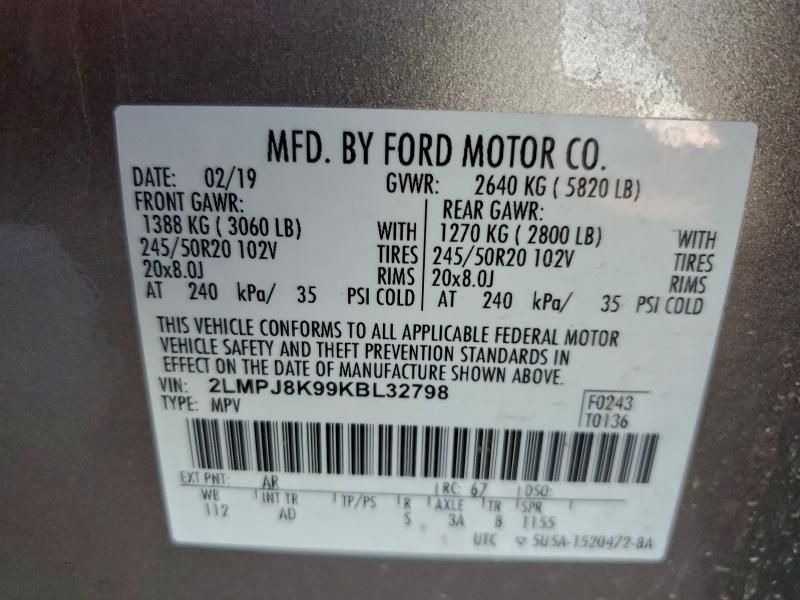 MFD. BY FORD MOTOR CO.
DATE: 02/19 GVWR: 2640 KG ( 5820 LB)
FRONT GAWR: REAR GAWR:
1388 KG ( 3060 LB) WITH 1270 KG ( 2800 LB) WITH
245/50R20 102V TIRES 245/50R20 102V TIRES
20x8.0J RIMS 20x8.0J RIMS
AT 240 kPa/ 35 PSI COLD AT 240 kPa/ 35 PSI COLD
THIS VEHICLE CONFORMS TO ALL APPLICABLE FEDERAL MOTOR
VEHICLE SAFETY AND THEFT PREVENTION STANDARDS IN
EFFECT ON THE DATE OF MANUFACTURE SHOWN ABOVE.
VIN: 2LMPJ8K99KBL32798
TYPE: MPV
F0243
T0136
EXT PNT: AR RC: 67 DSO:
WB INT TR TP/PS R AXLE TR SPR
112 AD S 3A 8 1155
UTC 5U5A-1520472-BA